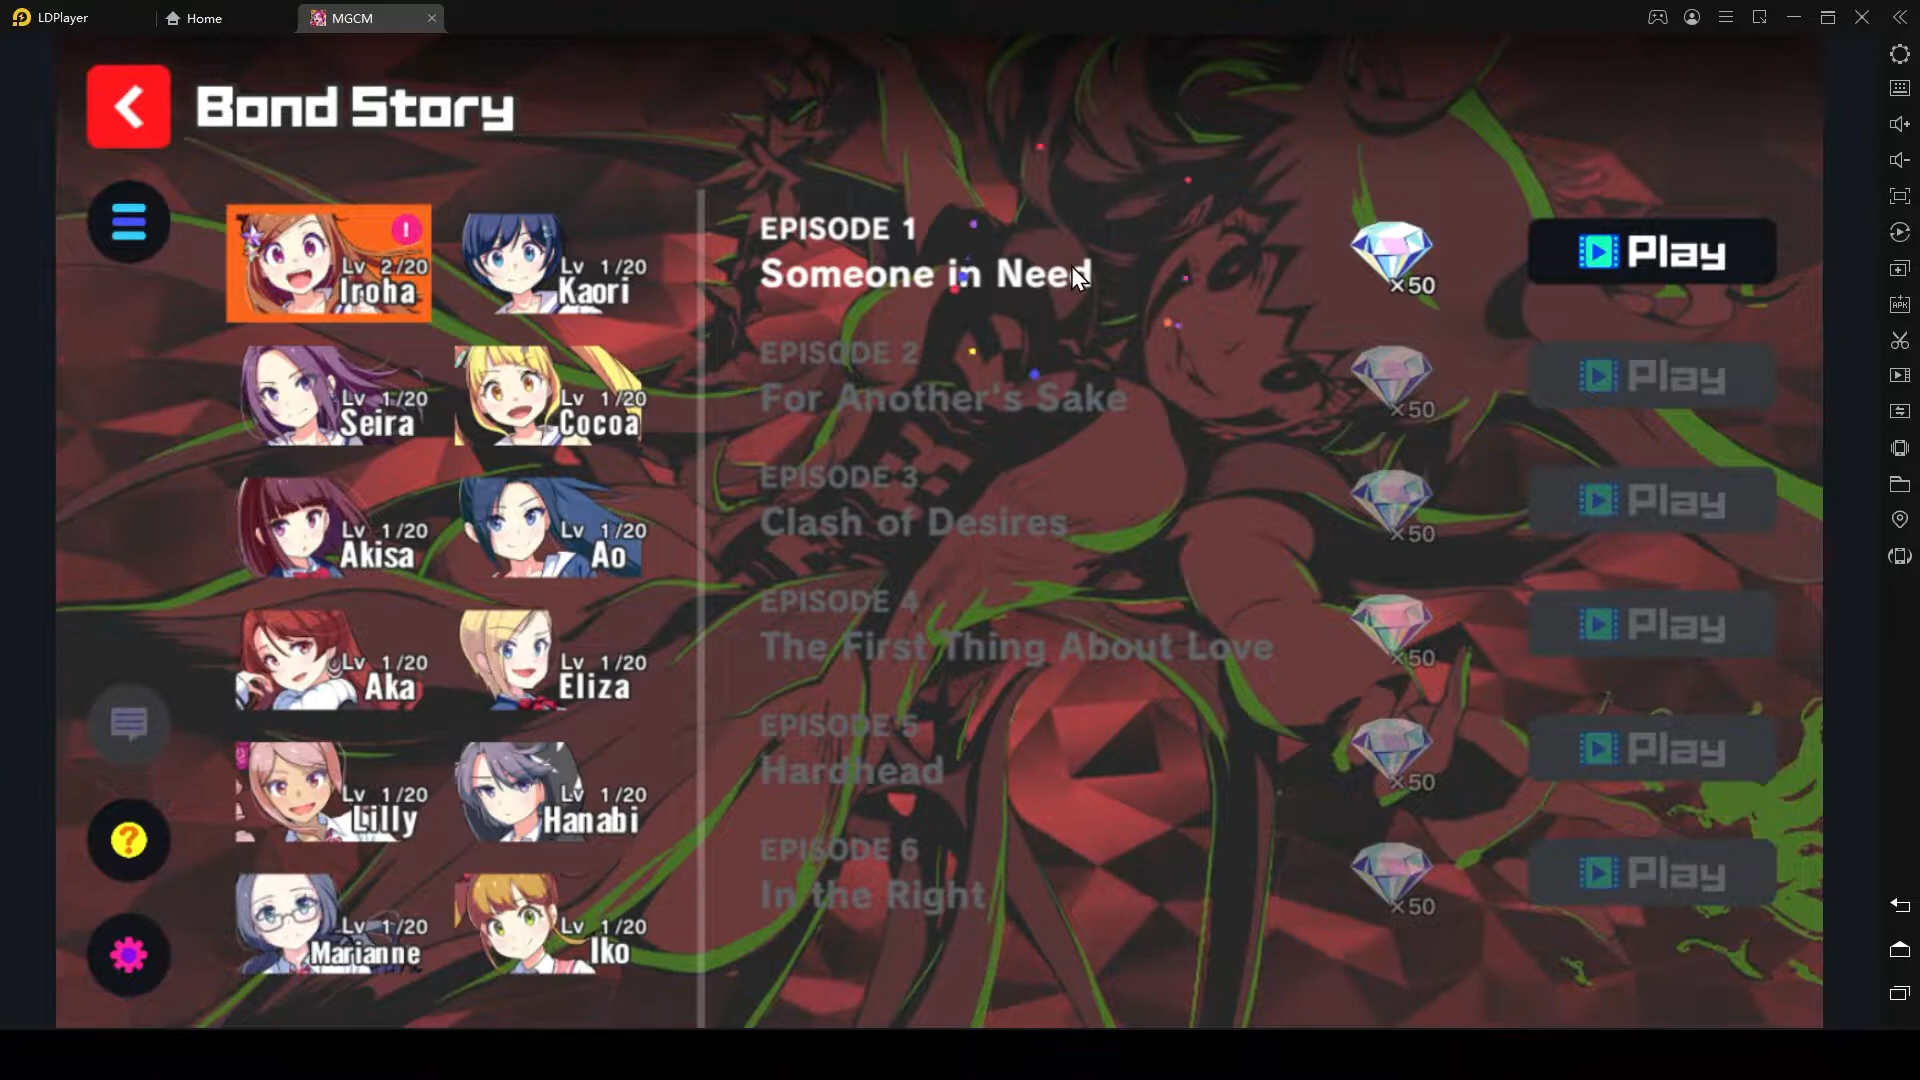 LDPlayer
Home
MGCM
Bond Story
!
Lv 2/20
Iroha
Lv 1/20
Kaori
Lv 1/20
Seira
Lv 1/20
Cocoa
Lv 1/20
Akisa
Lv 1/20
Ao
Lv 1/20
Aka
Lv 1/20
Eliza
Lv 1/20
Lilly
Lv 1/20
Hanabi
Lv 1/20
Marianne
Lv 1/20
Iko
?
EPISODE 1
Someone in Need
×50
Play
EPISODE 2
For Another's Sake
×50
Play
EPISODE 3
Clash of Desires
×50
Play
EPISODE 4
The First Thing About Love
×50
Play
EPISODE 5
Hardhead
×50
Play
EPISODE 6
In the Right
×50
Play
APK